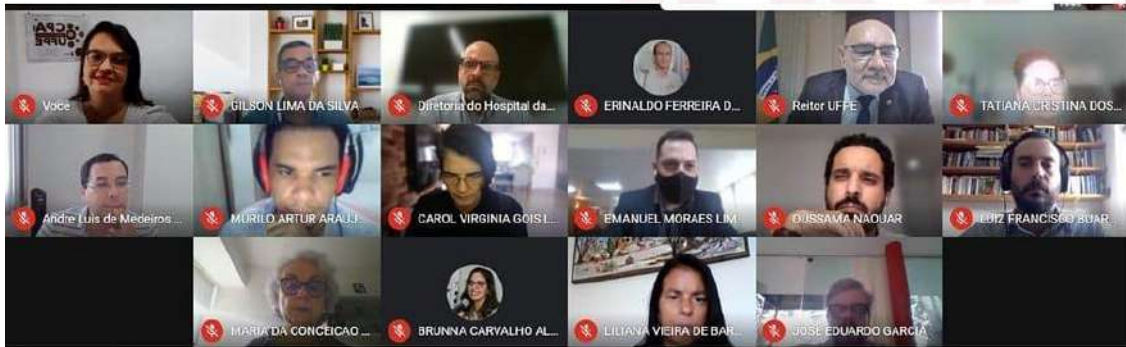 CPA
UFPE
Você
GILSON LIMA DA SILVA
Diretoria do Hospital da...
ERINALDO FERREIRA D...
Reitor UFPE
TATIANA CRISTINA DOS...
Andre Luis de Medeiros ...
MURILO ARTUR ARAUJ...
CAROL VIRGINIA GOIS L...
EMANUEL MORAES LIM...
OUSSAMA NAOUAR
LUIZ FRANCISCO BUAR...
MARIA DA CONCEICAO ...
BRUNNA CARVALHO AL...
LILIANA VIEIRA DE BAR...
JOSE EDUARDO GARCIA